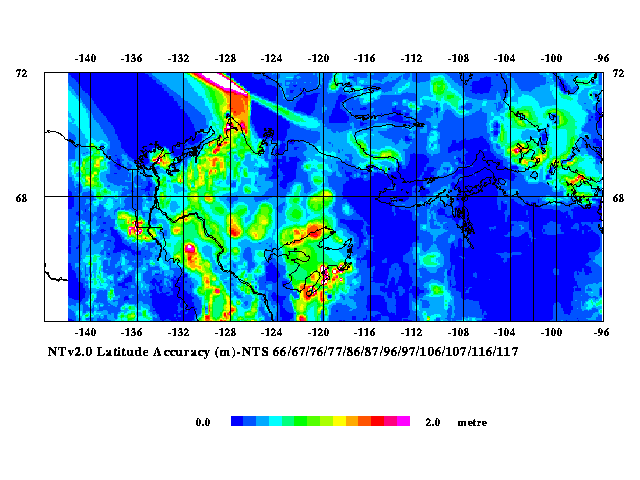 -140 -136 -132 -128 -124 -120 -116 -112 -108 -104 -100 -96
72 72
68 68
-140 -136 -132 -128 -124 -120 -116 -112 -108 -104 -100 -96
NTv2.0 Latitude Accuracy (m)-NTS 66/67/76/77/86/87/96/97/106/107/116/117
0.0 2.0 metre